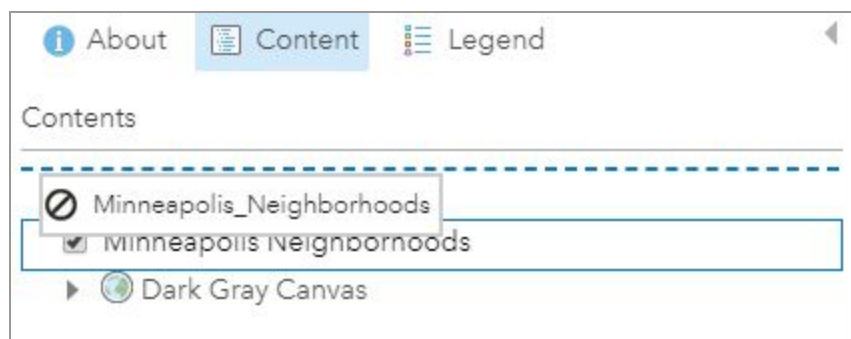 About Content Legend
Contents
Minneapolis_Neighborhoods
Minneapolis Neighborhoods
Dark Gray Canvas